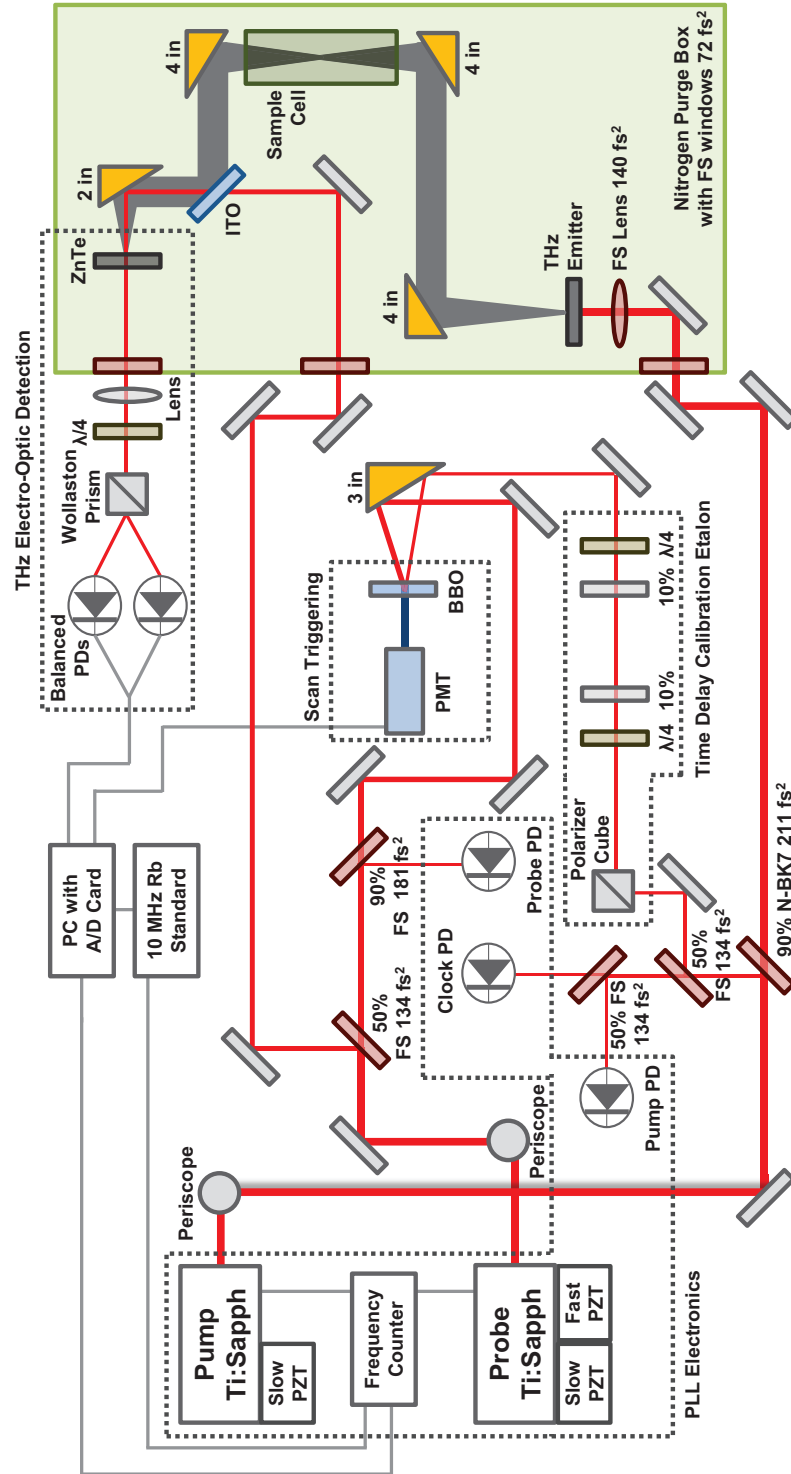 4 in
Sample
Cell
4 in
2 in
ITO
ZnTe
4 in
THz
Emitter
FS Lens 140 fs²
Nitrogen Purge Box
with FS windows 72 fs²
THz Electro-Optic Detection
Lens
λ/4
Wollaston
Prism
Balanced
PDs
3 in
Scan Triggering
BBO
PMT
λ/4
10%
10%
λ/4
Time Delay Calibration Etalon
Polarizer
Cube
PC with
A/D Card
10 MHz Rb
Standard
90%
FS 181 fs²
Probe PD
50%
FS 134 fs²
Clock PD
50% FS
134 fs²
50%
FS 134 fs²
90% N-BK7 211 fs²
Pump PD
Periscope
Periscope
Pump
Ti:Sapph
Slow
PZT
Frequency
Counter
Probe
Ti:Sapph
Slow
PZT
Fast
PZT
PLL Electronics